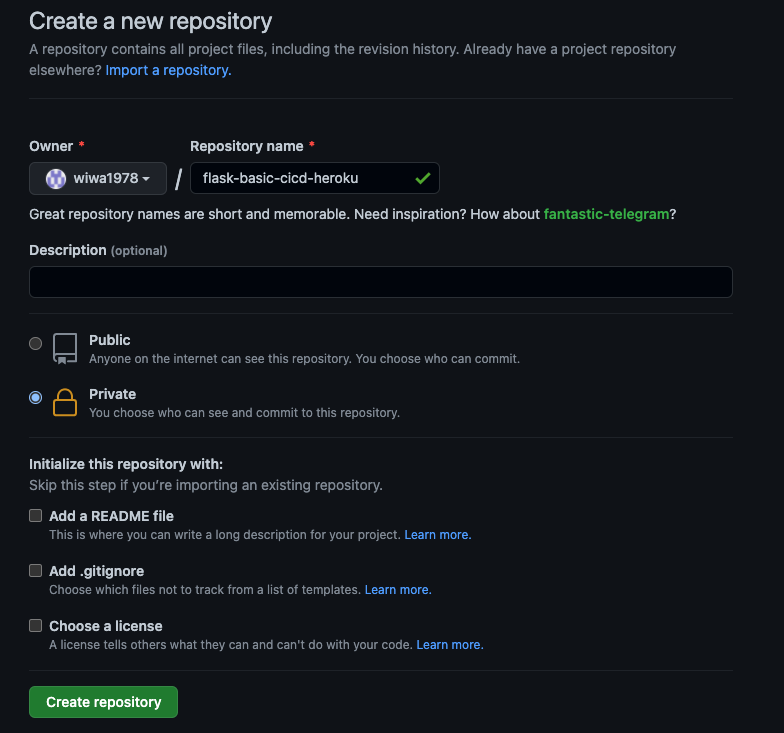 Create a new repository
A repository contains all project files, including the revision history. Already have a project repository
elsewhere? Import a repository.
Owner * Repository name *
wiwa1978 / flask-basic-cicd-heroku
Great repository names are short and memorable. Need inspiration? How about fantastic-telegram?
Description (optional)
Public
Anyone on the internet can see this repository. You choose who can commit.
Private
You choose who can see and commit to this repository.
Initialize this repository with:
Skip this step if you’re importing an existing repository.
Add a README file
This is where you can write a long description for your project. Learn more.
Add .gitignore
Choose which files not to track from a list of templates. Learn more.
Choose a license
A license tells others what they can and can't do with your code. Learn more.
Create repository